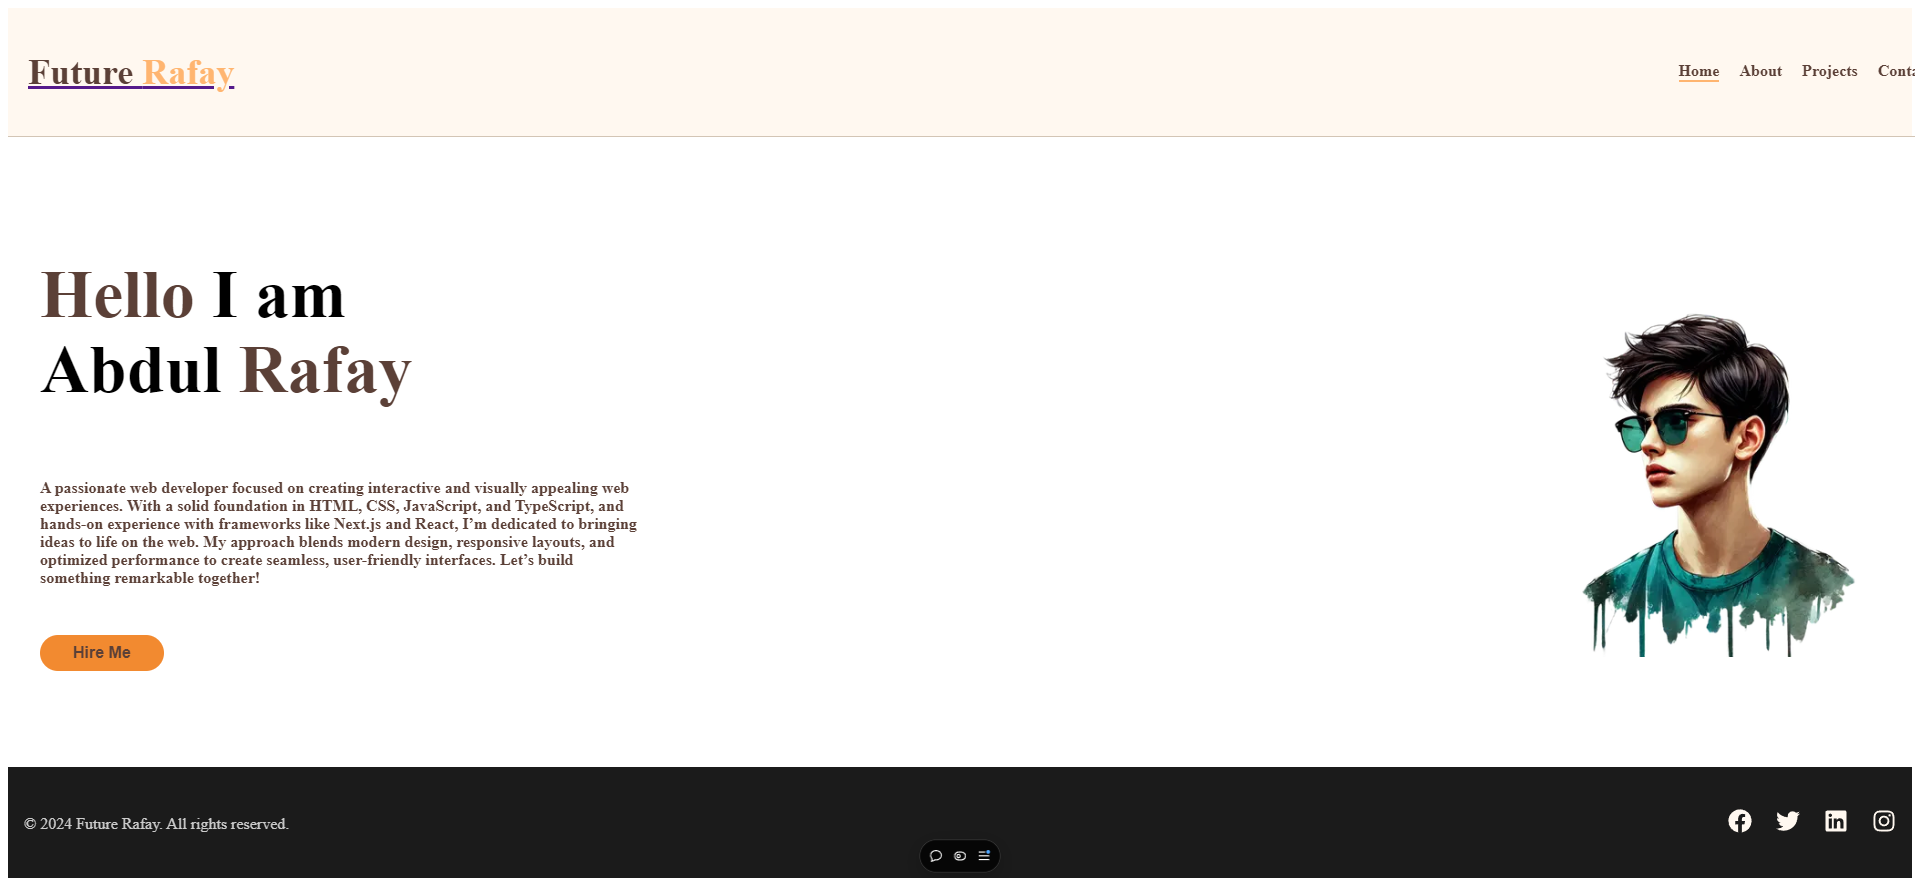 Future Rafay
Home About Projects Conta
Hello I am
Abdul Rafay
A passionate web developer focused on creating interactive and visually appealing web
experiences. With a solid foundation in HTML, CSS, JavaScript, and TypeScript, and
hands-on experience with frameworks like Next.js and React, I’m dedicated to bringing
ideas to life on the web. My approach blends modern design, responsive layouts, and
optimized performance to create seamless, user-friendly interfaces. Let’s build
something remarkable together!
Hire Me
© 2024 Future Rafay. All rights reserved.